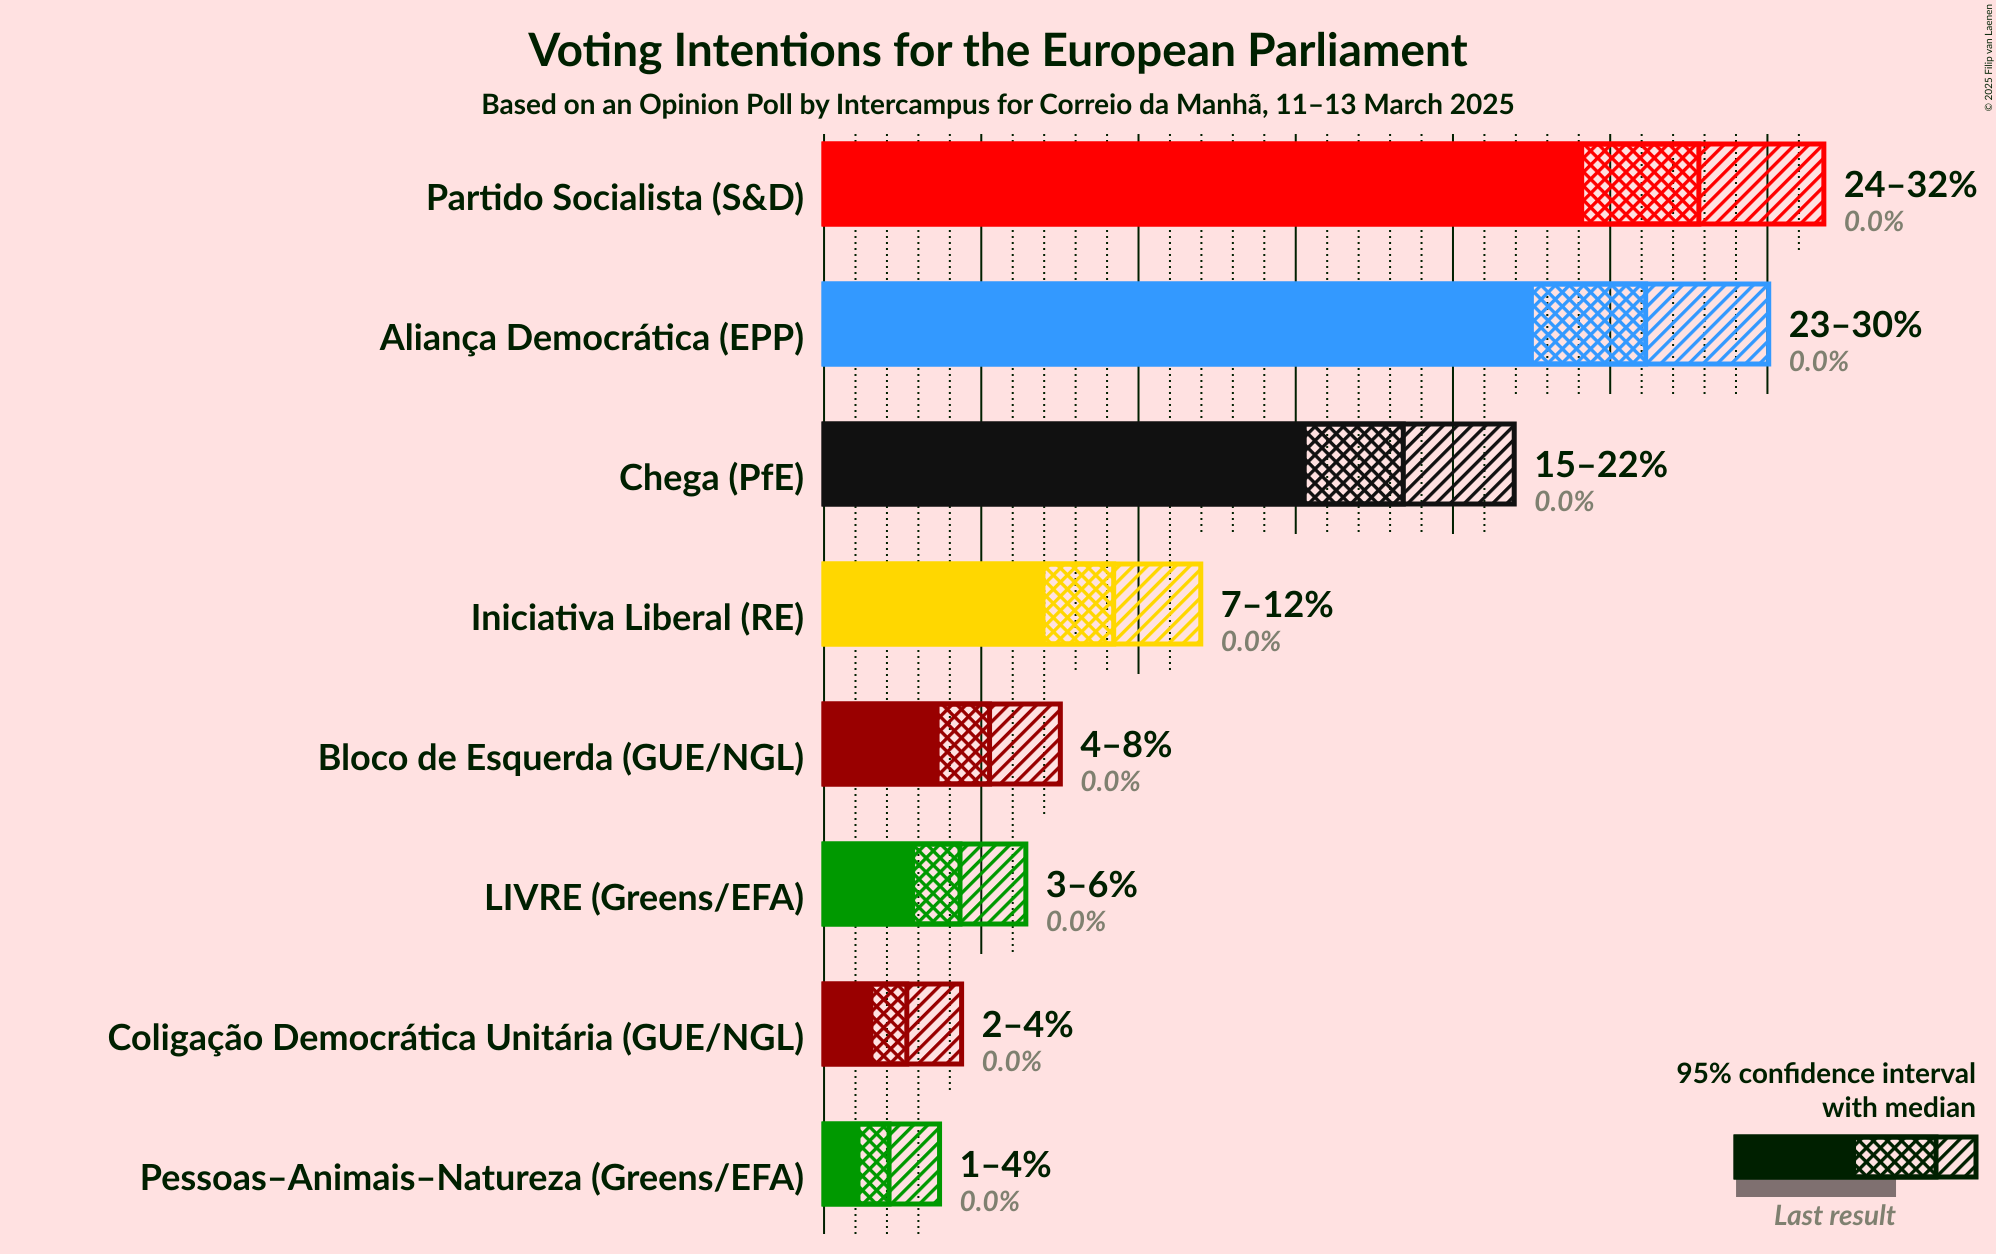 Voting Intentions for the European Parliament
Based on an Opinion Poll by Intercampus for Correio da Manhã, 11–13 March 2025
© 2025 Filip van Laenen
Partido Socialista (S&D)
24–32%
0.0%
Aliança Democrática (EPP)
23–30%
0.0%
Chega (PfE)
15–22%
0.0%
Iniciativa Liberal (RE)
7–12%
0.0%
Bloco de Esquerda (GUE/NGL)
4–8%
0.0%
LIVRE (Greens/EFA)
3–6%
0.0%
Coligação Democrática Unitária (GUE/NGL)
2–4%
0.0%
Pessoas–Animais–Natureza (Greens/EFA)
1–4%
0.0%
95% confidence interval
with median
Last result